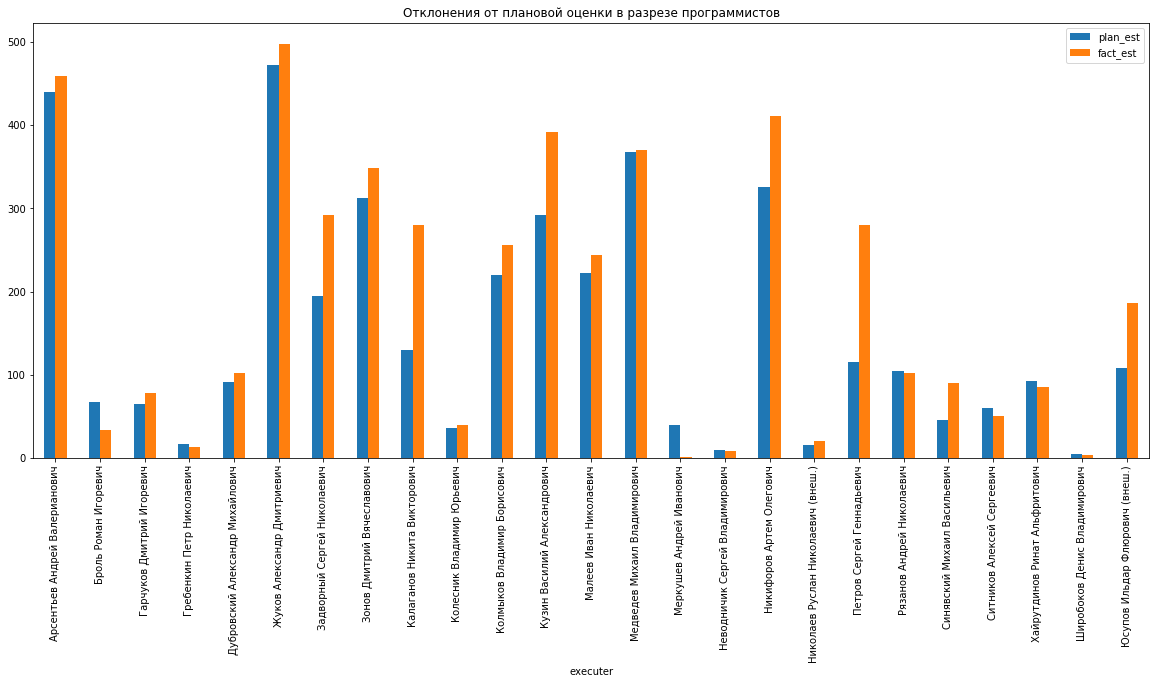 Отклонения от плановой оценки в разрезе программистов
plan_est
fact_est
500
400
300
200
100
0
Арсентьев Андрей Валерианович
Броль Роман Игоревич
Гарчуков Дмитрий Игоревич
Гребенкин Петр Николаевич
Дубровский Александр Михайлович
Жуков Александр Дмитриевич
Задворный Сергей Николаевич
Зонов Дмитрий Вячеславович
Калаганов Никита Викторович
Колесник Владимир Юрьевич
Колмыков Владимир Борисович
Кузин Василий Александрович
Малеев Иван Николаевич
Медведев Михаил Владимирович
Меркушев Андрей Иванович
Неводничик Сергей Владимирович
Никифоров Артем Олегович
Николаев Руслан Николаевич (внеш.)
Петров Сергей Геннадьевич
Рязанов Андрей Николаевич
Синявский Михаил Васильевич
Ситников Алексей Сергеевич
Хайрутдинов Ринат Альфритович
Широбоков Денис Владимирович
Юсупов Ильдар Флюрович (внеш.)
executer